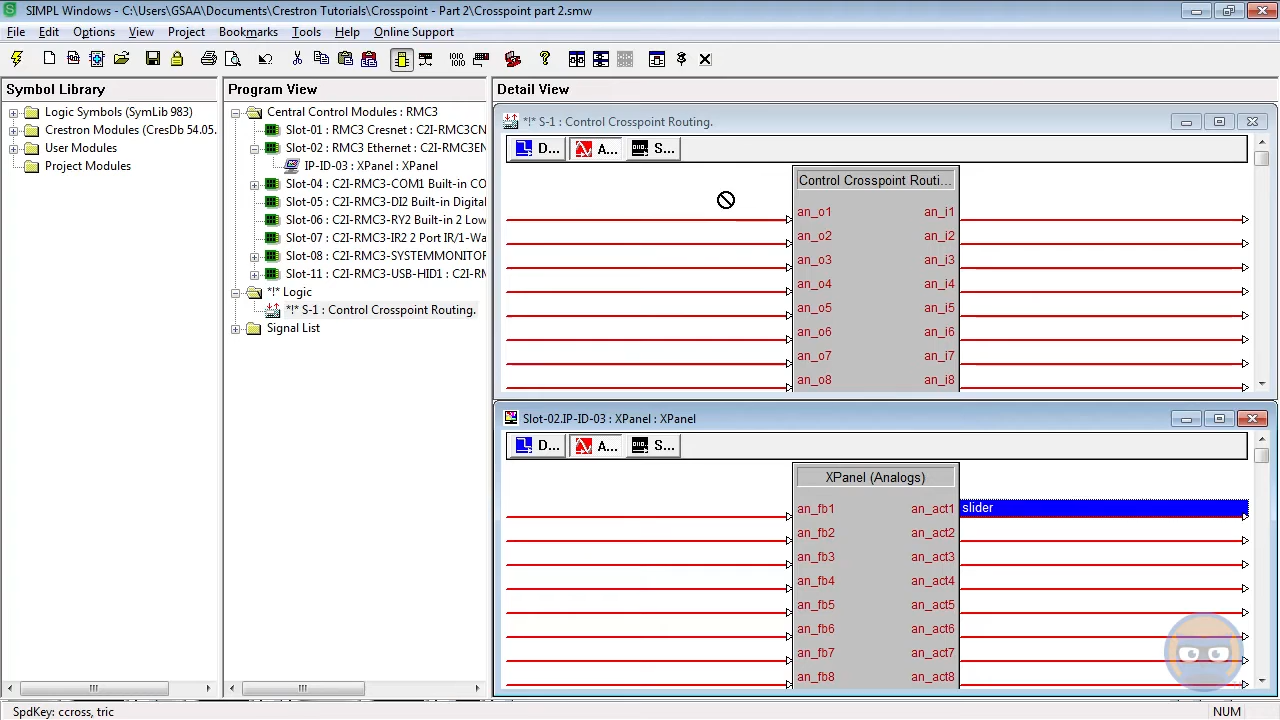 SIMPL Windows - C:\Users\GSAA\Documents\Crestron Tutorials\Crosspoint - Part 2\Crosspoint part 2.smw
File Edit Options View Project Bookmarks Tools Help Online Support
Symbol Library
Logic Symbols (SymLib 983)
Crestron Modules (CresDb 54.05.
User Modules
Project Modules
Program View
Central Control Modules : RMC3
Slot-01 : RMC3 Cresnet : C2I-RMC3CN
Slot-02 : RMC3 Ethernet : C2I-RMC3EN
IP-ID-03 : XPanel : XPanel
Slot-04 : C2I-RMC3-COM1 Built-in CO
Slot-05 : C2I-RMC3-DI2 Built-in Digital
Slot-06 : C2I-RMC3-RY2 Built-in 2 Low
Slot-07 : C2I-RMC3-IR2 2 Port IR/1-Wa
Slot-08 : C2I-RMC3-SYSTEMMONITOR
Slot-11 : C2I-RMC3-USB-HID1 : C2I-RM
*!* Logic
*!* S-1 : Control Crosspoint Routing.
Signal List
Detail View
*!* S-1 : Control Crosspoint Routing.
D... A... S...
Control Crosspoint Routi...
an_o1 an_i1
an_o2 an_i2
an_o3 an_i3
an_o4 an_i4
an_o5 an_i5
an_o6 an_i6
an_o7 an_i7
an_o8 an_i8
Slot-02.IP-ID-03 : XPanel : XPanel
D... A... S...
XPanel (Analogs)
an_fb1 an_act1 slider
an_fb2 an_act2
an_fb3 an_act3
an_fb4 an_act4
an_fb5 an_act5
an_fb6 an_act6
an_fb7 an_act7
an_fb8 an_act8
SpdKey: ccross, tric
NUM